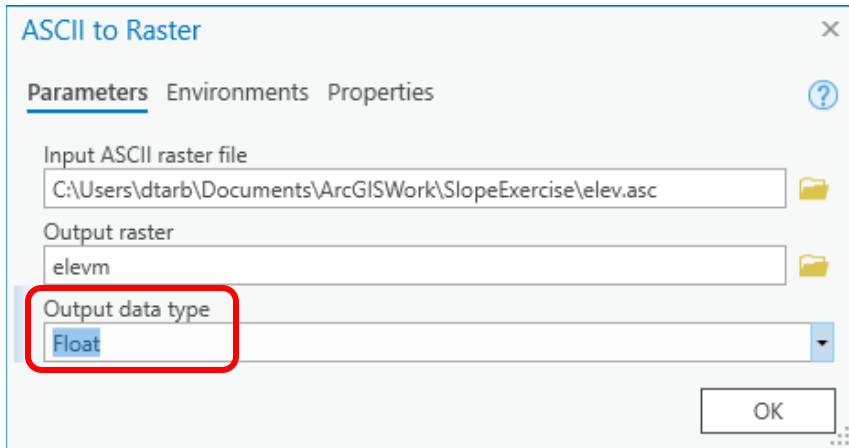 ASCII to Raster
Parameters Environments Properties
Input ASCII raster file
C:\Users\dtarb\Documents\ArcGISWork\SlopeExercise\elev.asc
Output raster
elevm
Output data type
Float
OK